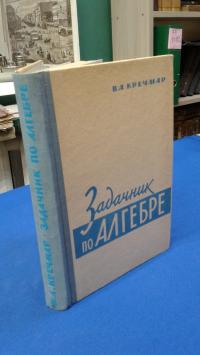 В.А.КРЕЧМАР
Задачник
ПО АЛГЕБРЕ
В.А.КРЕЧМАР ЗАДАЧНИК ПО АЛГЕБРЕ